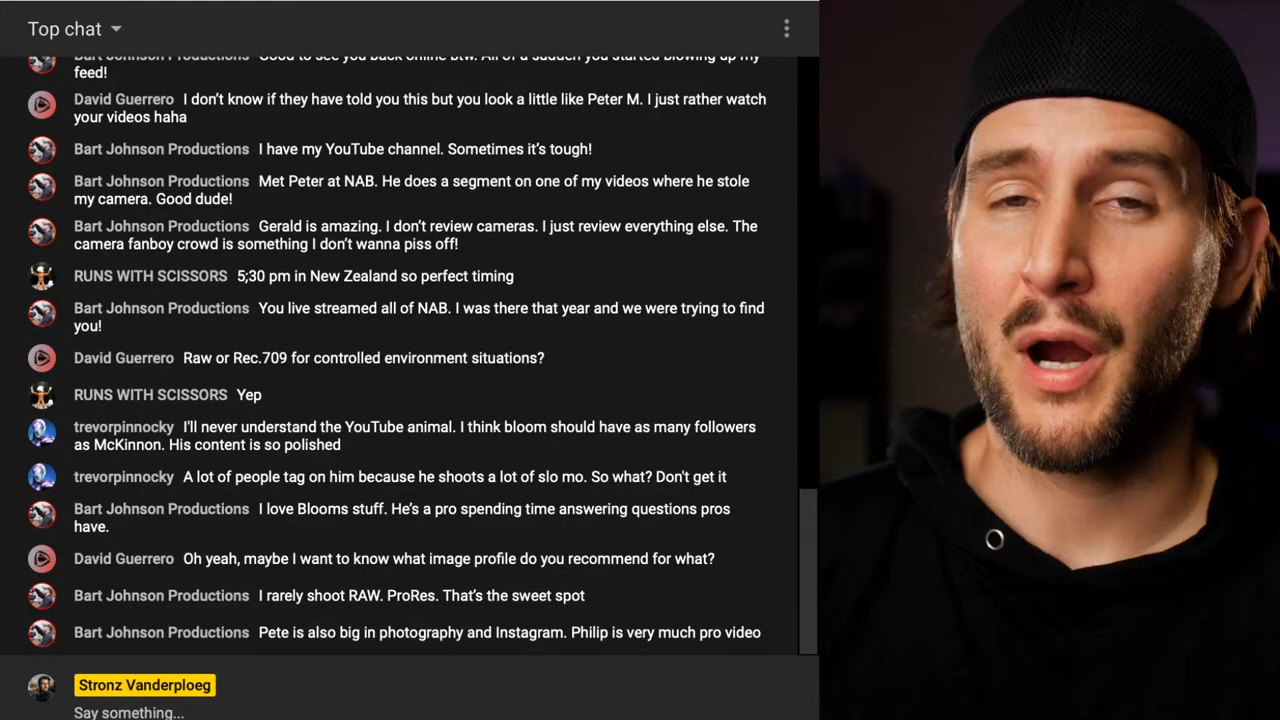 Top chat
Bart Johnson Productions Good to see you back online btw. All of a sudden you started blowing up my
feed!
David Guerrero I don't know if they have told you this but you look a little like Peter M. I just rather watch
your videos haha
Bart Johnson Productions I have my YouTube channel. Sometimes it's tough!
Bart Johnson Productions Met Peter at NAB. He does a segment on one of my videos where he stole
my camera. Good dude!
Bart Johnson Productions Gerald is amazing. I don't review cameras. I just review everything else. The
camera fanboy crowd is something I don't wanna piss off!
RUNS WITH SCISSORS 5;30 pm in New Zealand so perfect timing
Bart Johnson Productions You live streamed all of NAB. I was there that year and we were trying to find
you!
David Guerrero Raw or Rec.709 for controlled environment situations?
RUNS WITH SCISSORS Yep
trevorpinnocky I'll never understand the YouTube animal. I think bloom should have as many followers
as McKinnon. His content is so polished
trevorpinnocky A lot of people tag on him because he shoots a lot of slo mo. So what? Don't get it
Bart Johnson Productions I love Blooms stuff. He's a pro spending time answering questions pros
have.
David Guerrero Oh yeah, maybe I want to know what image profile do you recommend for what?
Bart Johnson Productions I rarely shoot RAW. ProRes. That's the sweet spot
Bart Johnson Productions Pete is also big in photography and Instagram. Philip is very much pro video
Stronz Vanderploeg
Say something...